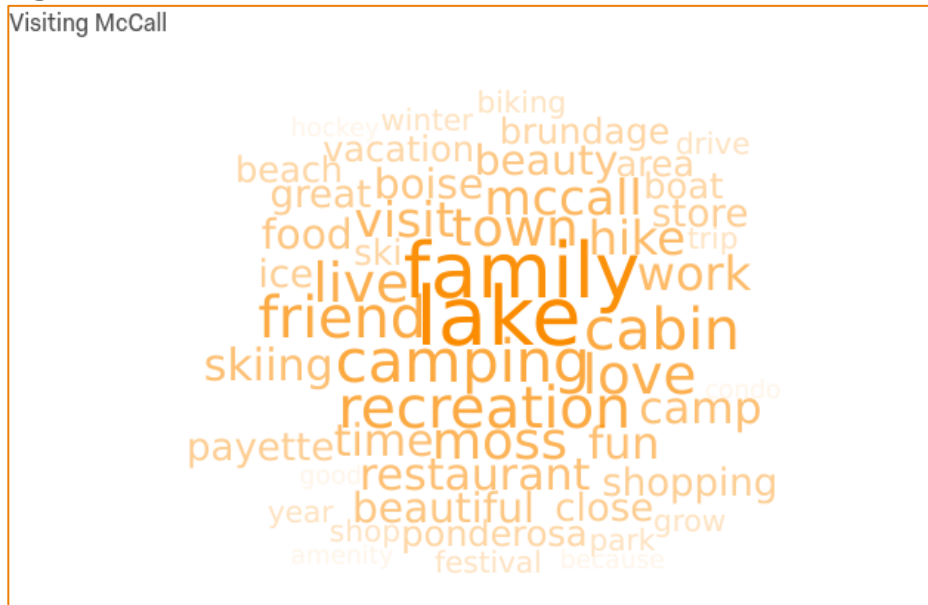 Visiting McCall
biking
hockey winter brundage drive
vacation beauty area
beach great boise mccall boat
food visit town hike store
ice ski family work trip
live
friend lake cabin
skiing camping love condo
recreation camp
payette time moss fun
good restaurant shopping
year beautiful close grow
shop ponderosa park
amenity festival because